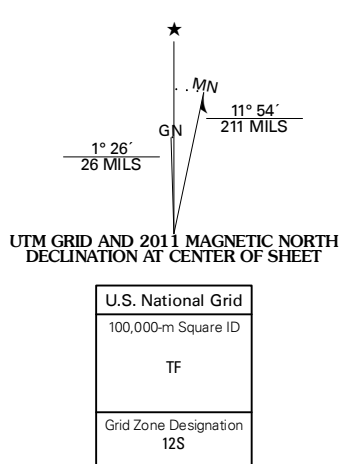 ★
MN
11° 54´
211 MILS
GN
1° 26´
26 MILS
UTM GRID AND 2011 MAGNETIC NORTH
DECLINATION AT CENTER OF SHEET
U.S. National Grid
100,000-m Square ID
TF
Grid Zone Designation
12S